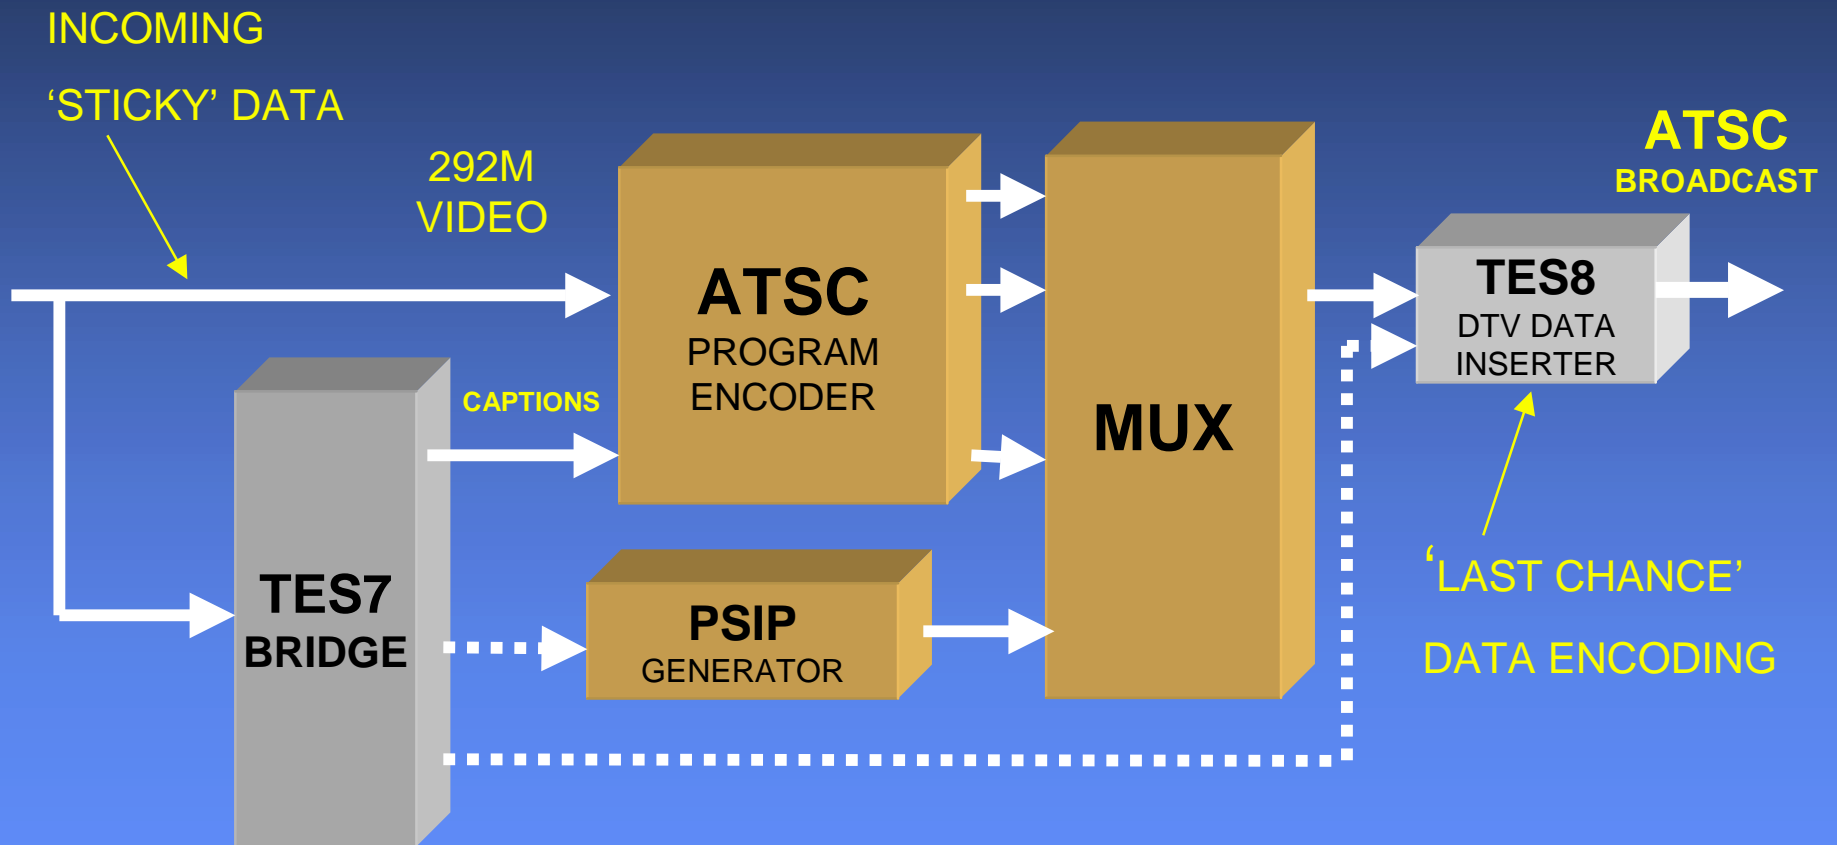 INCOMING
‘STICKY’ DATA
292M
VIDEO
ATSC
BROADCAST
ATSC
PROGRAM
ENCODER
CAPTIONS
MUX
TES8
DTV DATA
INSERTER
TES7
BRIDGE
PSIP
GENERATOR
‘LAST CHANCE’
DATA ENCODING